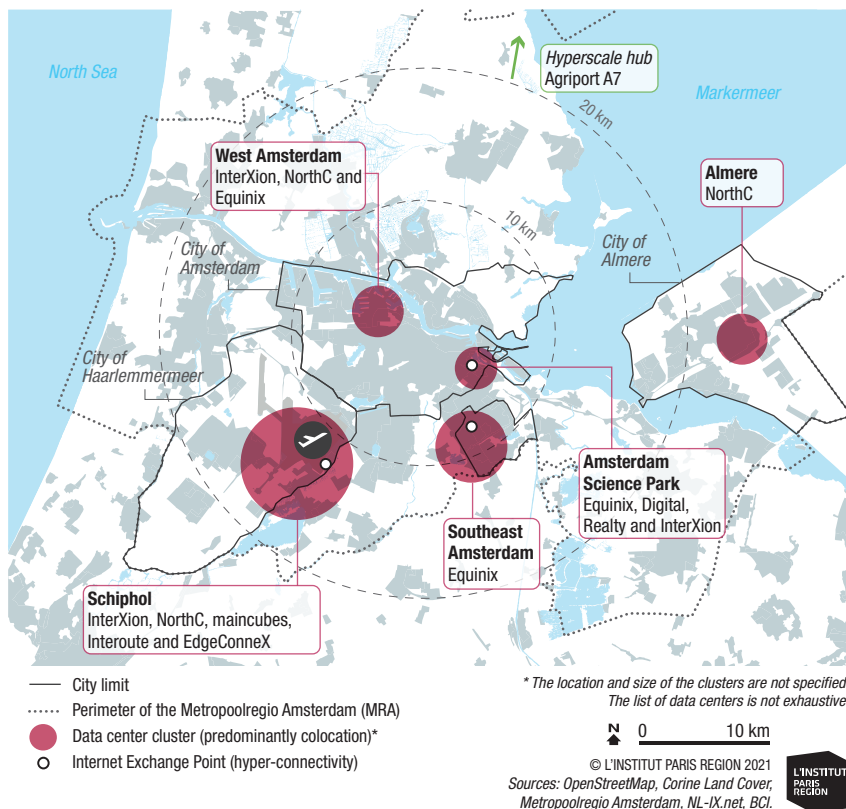 North Sea
Hyperscale hub
Agriport A7
Markermeer
20 km
West Amsterdam
InterXion, NorthC and
Equinix
Almere
NorthC
10 km
City of
Amsterdam
City of
Almere
City of
Haarlemmermeer
Amsterdam
Science Park
Equinix, Digital,
Realty and InterXion
Southeast
Amsterdam
Equinix
Schiphol
InterXion, NorthC, maincubes,
Interoute and EdgeConneX
City limit
Perimeter of the Metropoolregio Amsterdam (MRA)
Data center cluster (predominantly colocation)*
Internet Exchange Point (hyper-connectivity)
* The location and size of the clusters are not specified
The list of data centers is not exhaustive
N 0 10 km
© L'INSTITUT PARIS REGION 2021
Sources: OpenStreetMap, Corine Land Cover,
Metropoolregio Amsterdam, NL-IX.net, BCI.
L'INSTITUT
PARIS
REGION